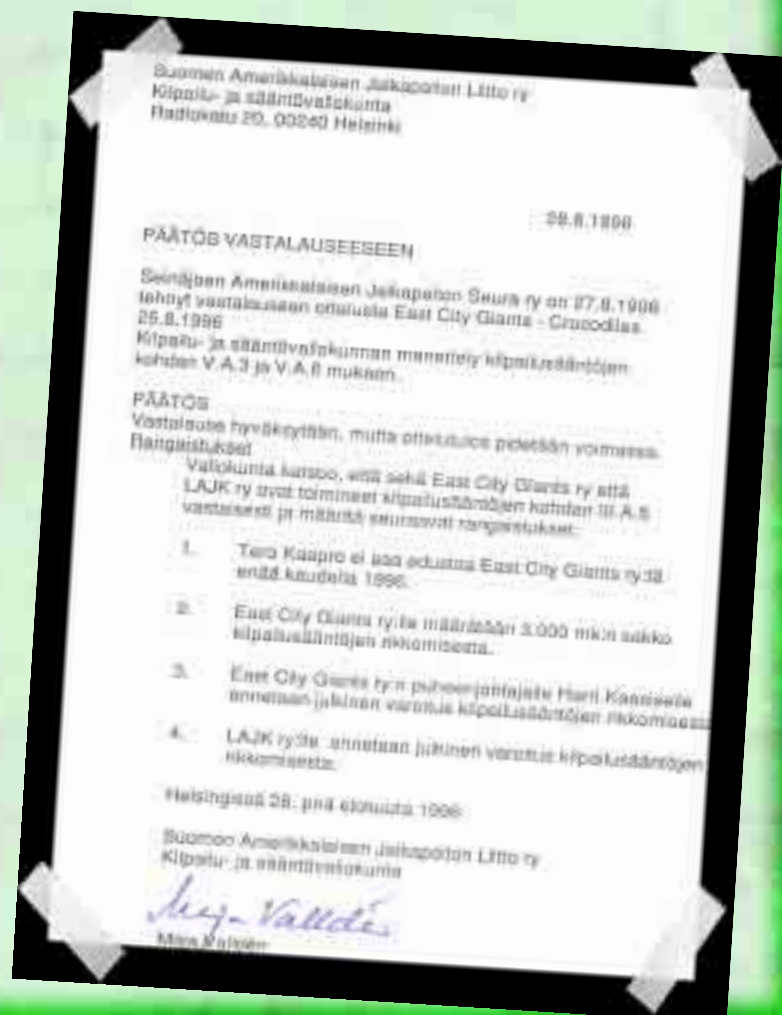 Suomen Amerikkalaisen Jalkapallon Liitto ry
Kilpailu- ja sääntövaliokunta
Radiokatu 20, 00240 Helsinki
28.8.1996
PÄÄTÖS VASTALAUSEESEEN
Seinäjoen Amerikkalaisen Jalkapallon Seura ry on 27.8.1996
tehnyt vastalauseen ottelusta East City Giants - Crocodiles
25.8.1996
Kilpailu- ja sääntövaliokunnan menettely kilpailusääntöjen
kohdan V.A.3 ja V.A.6 mukaan.
PÄÄTÖS
Vastalause hyväksytään, mutta ottelutulos pidetään voimassa.
Rangaistukset
Valiokunta katsoo, että sekä East City Giants ry että
LAJK ry ovat toimineet kilpailusääntöjen kohdan III.A.5
vastaisesti ja määrää seuraavat rangaistukset:
1. Tero Kaapro ei saa edustaa East City Giants ry:tä
enää kaudella 1996.
2. East City Giants ry:lle määrätään 3.000 mk:n sakko
kilpailusääntöjen rikkomisesta.
3. East City Giants ry:n puheenjohtajalle Harri
annetaan julkinen varoitus kilpailusääntöjen rikkomisesta
4. LAJK ry:lle annetaan julkinen varoitus kilpailusääntöjen
rikkomisesta.
Helsingissä 28. pnä elokuuta 1996
Suomen Amerikkalaisen Jalkapallon Liitto ry
Kilpailu- ja sääntövaliokunta